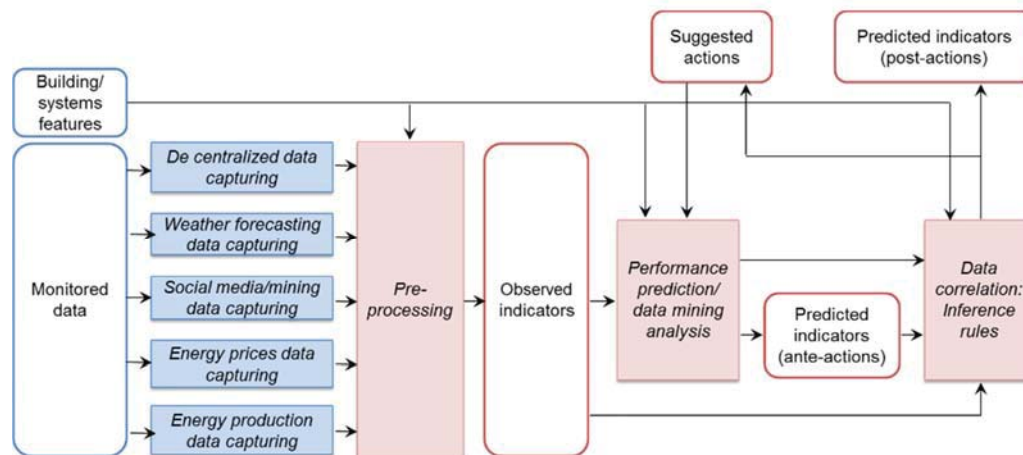 Building/
systems
features
Monitored
data
De centralized data
capturing
Weather forecasting
data capturing
Social media/mining
data capturing
Energy prices data
capturing
Energy production
data capturing
Pre-
processing
Observed
indicators
Suggested
actions
Performance
prediction/
data mining
analysis
Predicted
indicators
(ante-actions)
Predicted indicators
(post-actions)
Data
correlation:
Inference
rules